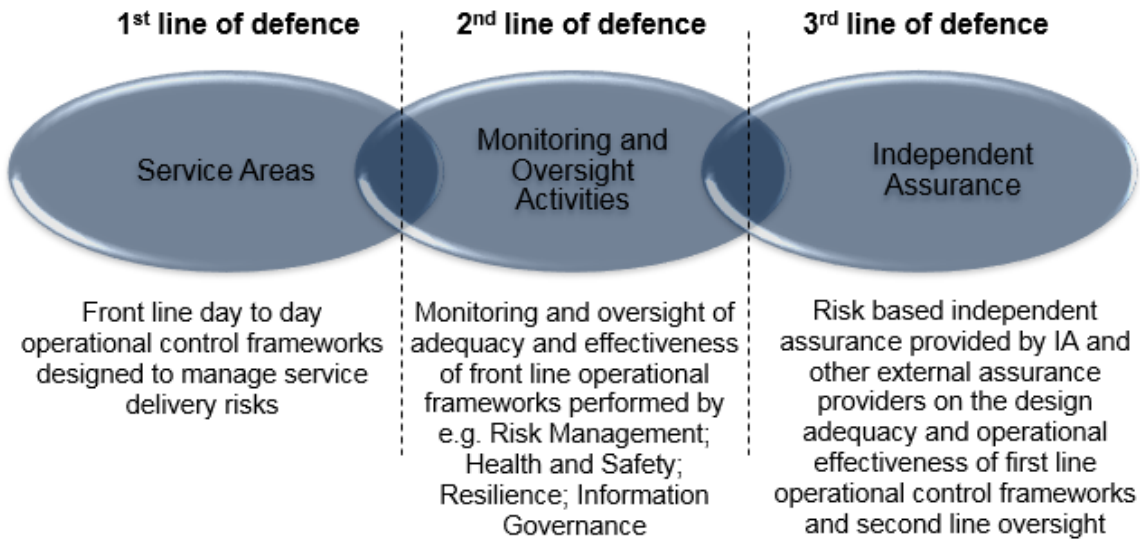 1st line of defence
2nd line of defence
3rd line of defence
Service Areas
Monitoring and
Oversight
Activities
Independent
Assurance
Front line day to day
operational control frameworks
designed to manage service
delivery risks
Monitoring and oversight of
adequacy and effectiveness
of front line operational
frameworks performed by
e.g. Risk Management;
Health and Safety;
Resilience; Information
Governance
Risk based independent
assurance provided by IA and
other external assurance
providers on the design
adequacy and operational
effectiveness of first line
operational control frameworks
and second line oversight